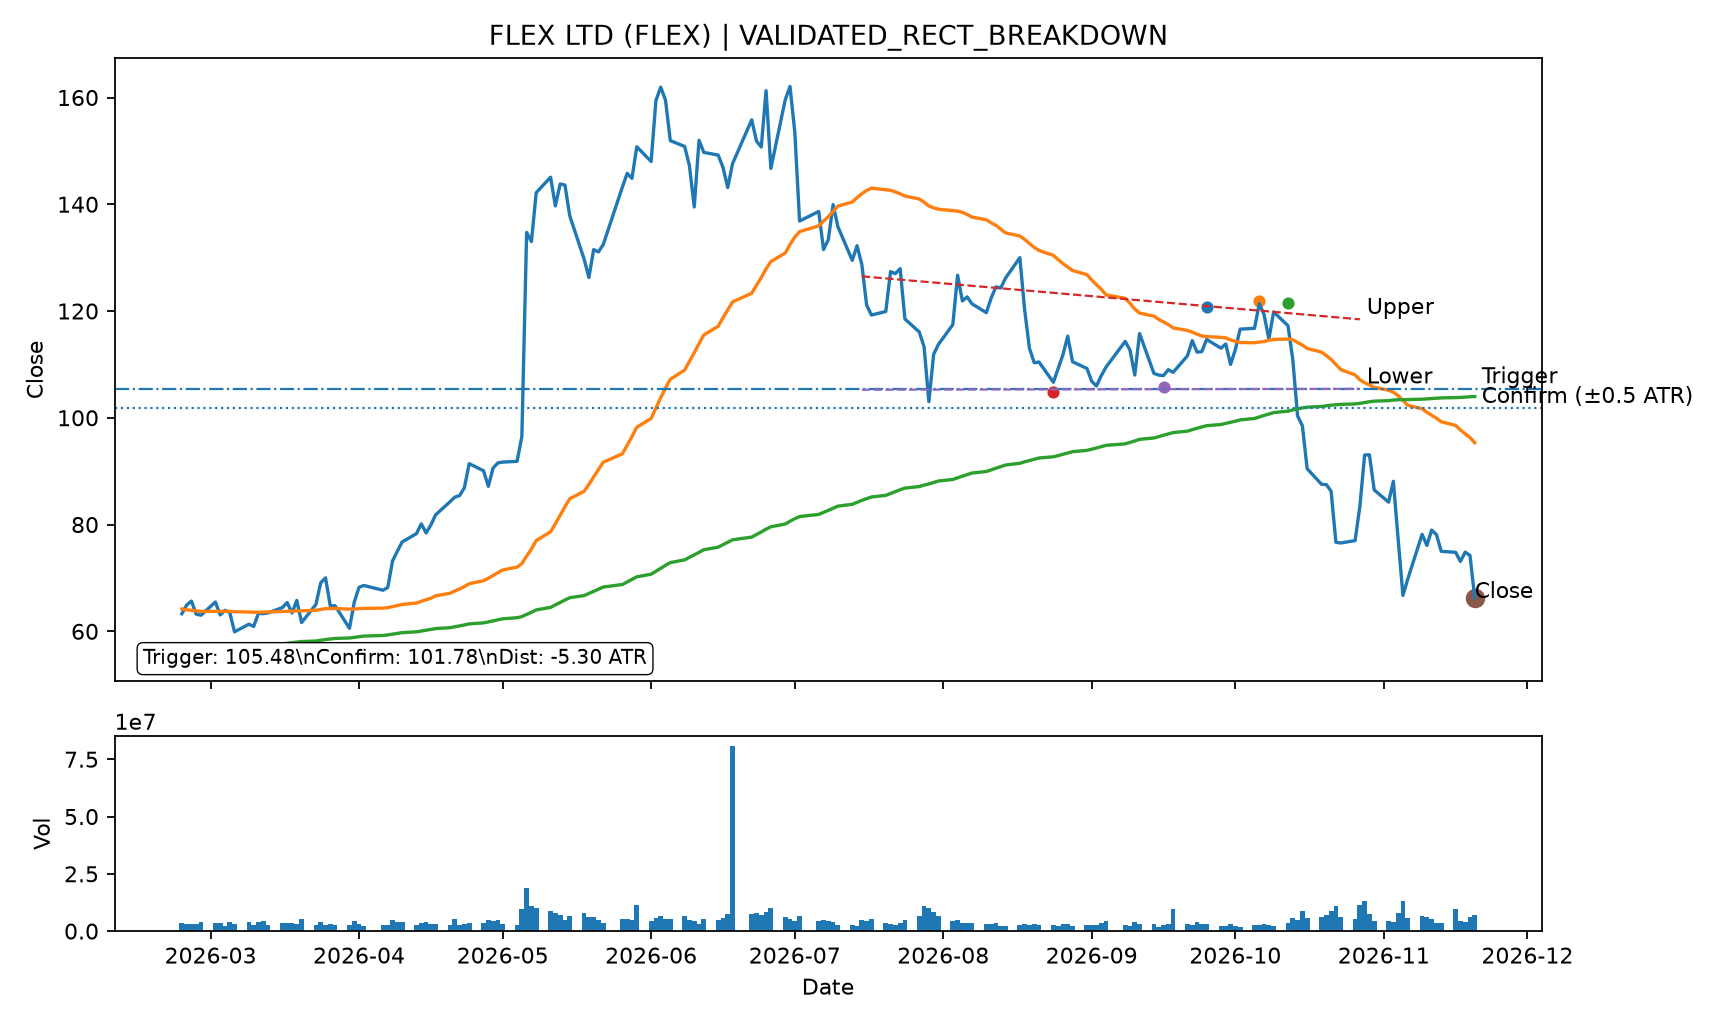 FLEX LTD (FLEX) | VALIDATED_RECT_BREAKDOWN
Close
160
140
120
100
80
60
Upper
Lower
Trigger
Confirm (±0.5 ATR)
Close
Trigger: 105.48\nConfirm: 101.78\nDist: -5.30 ATR
1e7
Vol
7.5
5.0
2.5
0.0
2026-03
2026-04
2026-05
2026-06
2026-07
2026-08
2026-09
2026-10
2026-11
2026-12
Date